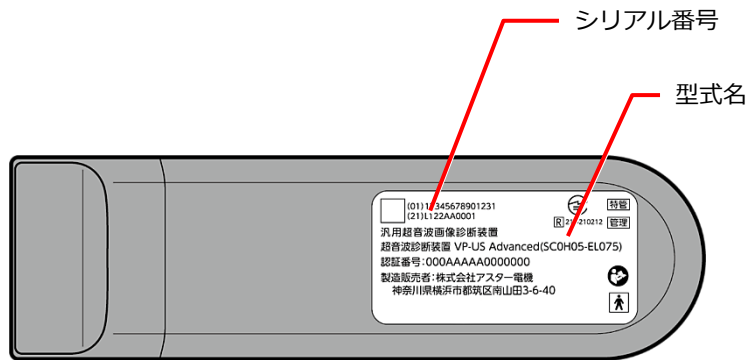 シリアル番号
型式名
(01)12345678901231
(21)L122AA0001
特管
R 210212 管理
汎用超音波画像診断装置
超音波診断装置 VP-US Advanced(SC0H05-EL075)
認証番号:000AAAAA0000000
製造販売者:株式会社アスター電機
神奈川県横浜市都筑区南山田3-6-40